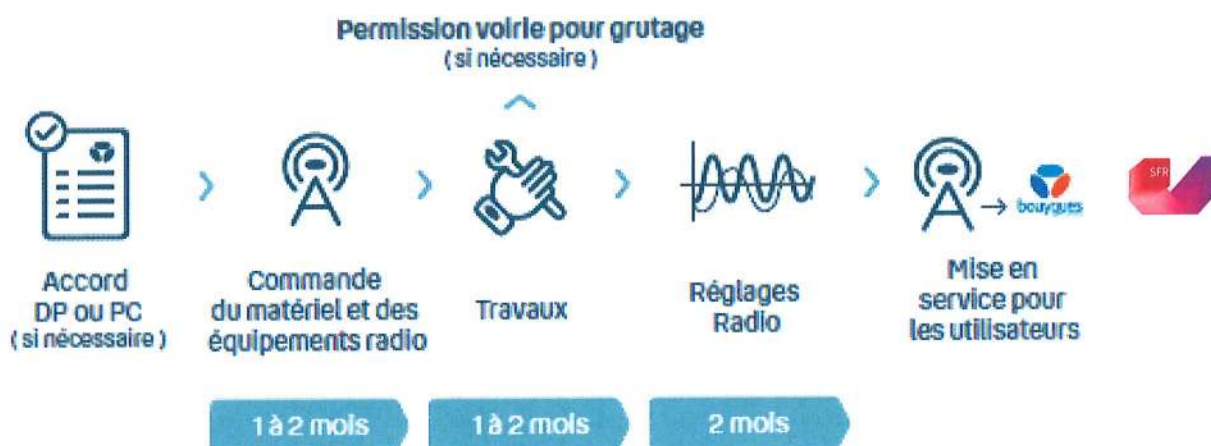 Permission voirie pour grutage
( si nécessaire )
Accord
DP ou PC
( si nécessaire )
Commande
du matériel et des
équipements radio
Travaux
Réglages
Radio
bouygues
SFR
Mise en
service pour
les utilisateurs
1 à 2 mois
1 à 2 mois
2 mois